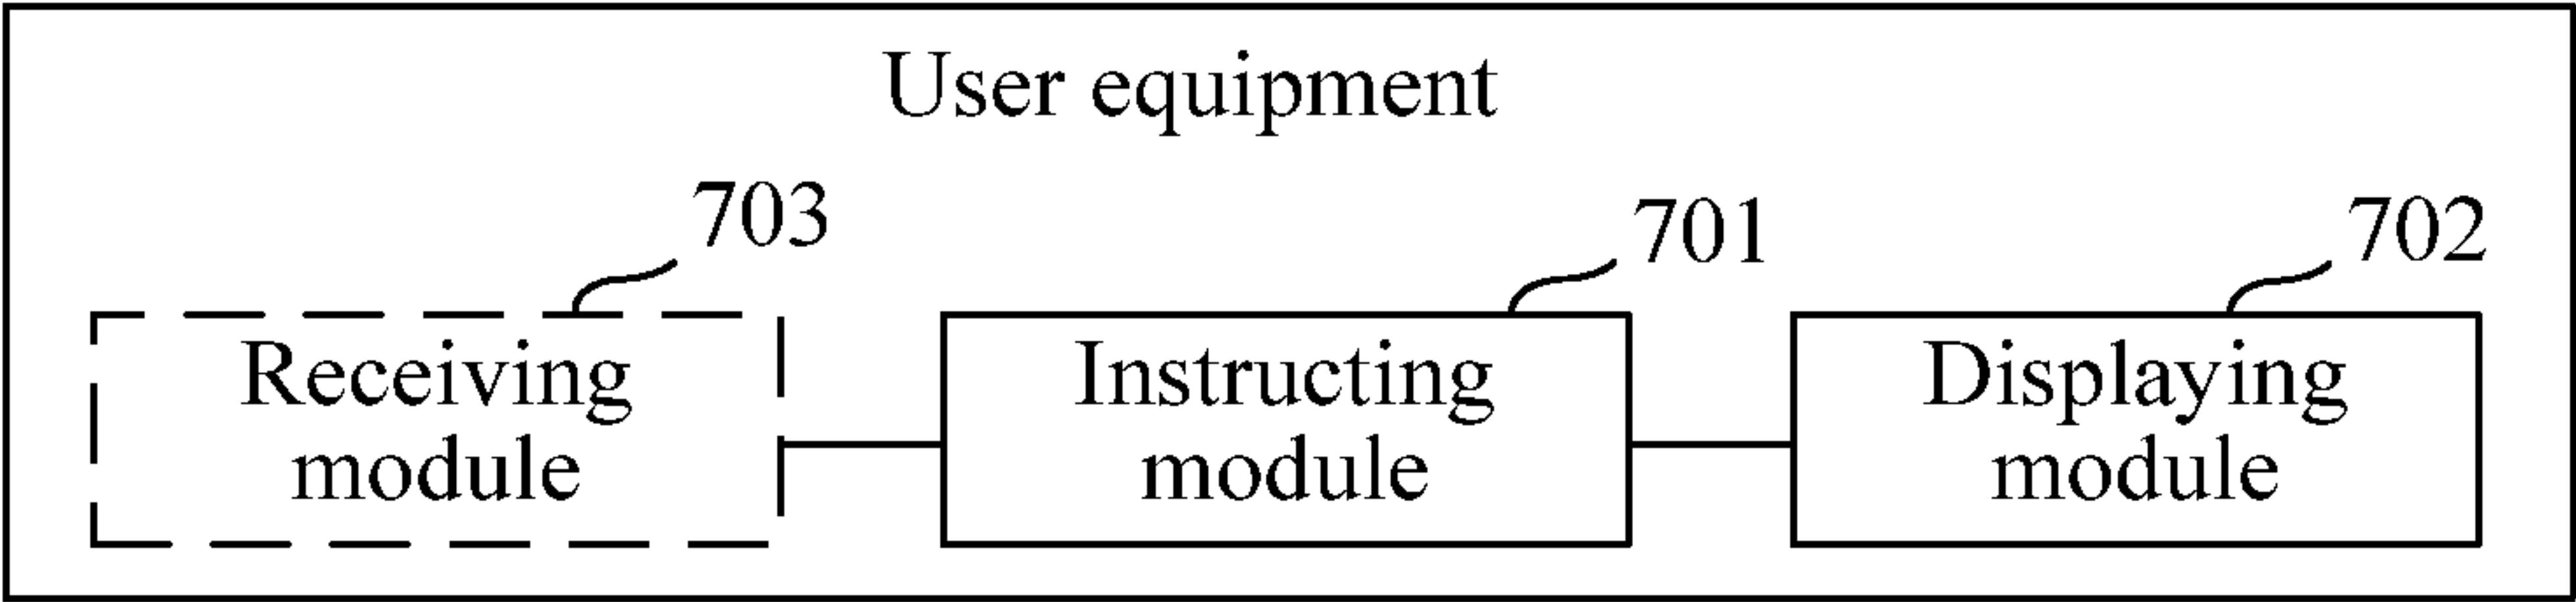 User equipment
703
701
702
Receiving
module
Instructing
module
Displaying
module